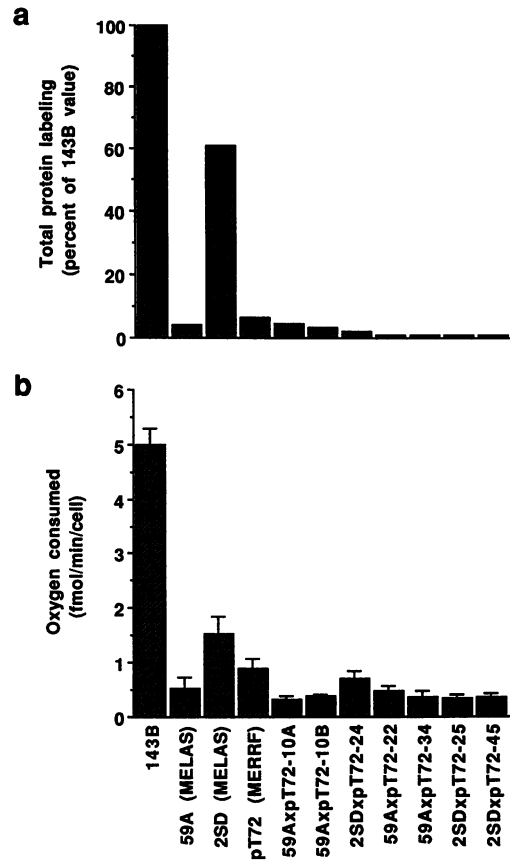 a
Total protein labeling
(percent of 143B value)
100
80
60
40
20
0
b
Oxygen consumed
(fmol/min/cell)
6
5
4
3
2
1
0
143B
59A (MELAS)
2SD (MELAS)
pT72 (MERRF)
59AxpT72-10A
59AxpT72-10B
2SDxpT72-24
59AxpT72-22
59AxpT72-34
2SDxpT72-25
2SDxpT72-45